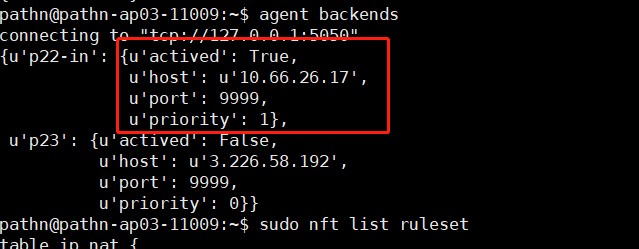 pathn@pathn-ap03-11009:~$ agent backends
connecting to "tcp://127.0.0.1:5050"
{u'p22-in': {u'actived': True,
u'host': u'10.66.26.17',
u'port': 9999,
u'priority': 1},
u'p23': {u'actived': False,
u'host': u'3.226.58.192',
u'port': 9999,
u'priority': 0}}
pathn@pathn-ap03-11009:~$ sudo nft list ruleset
table ip nat {